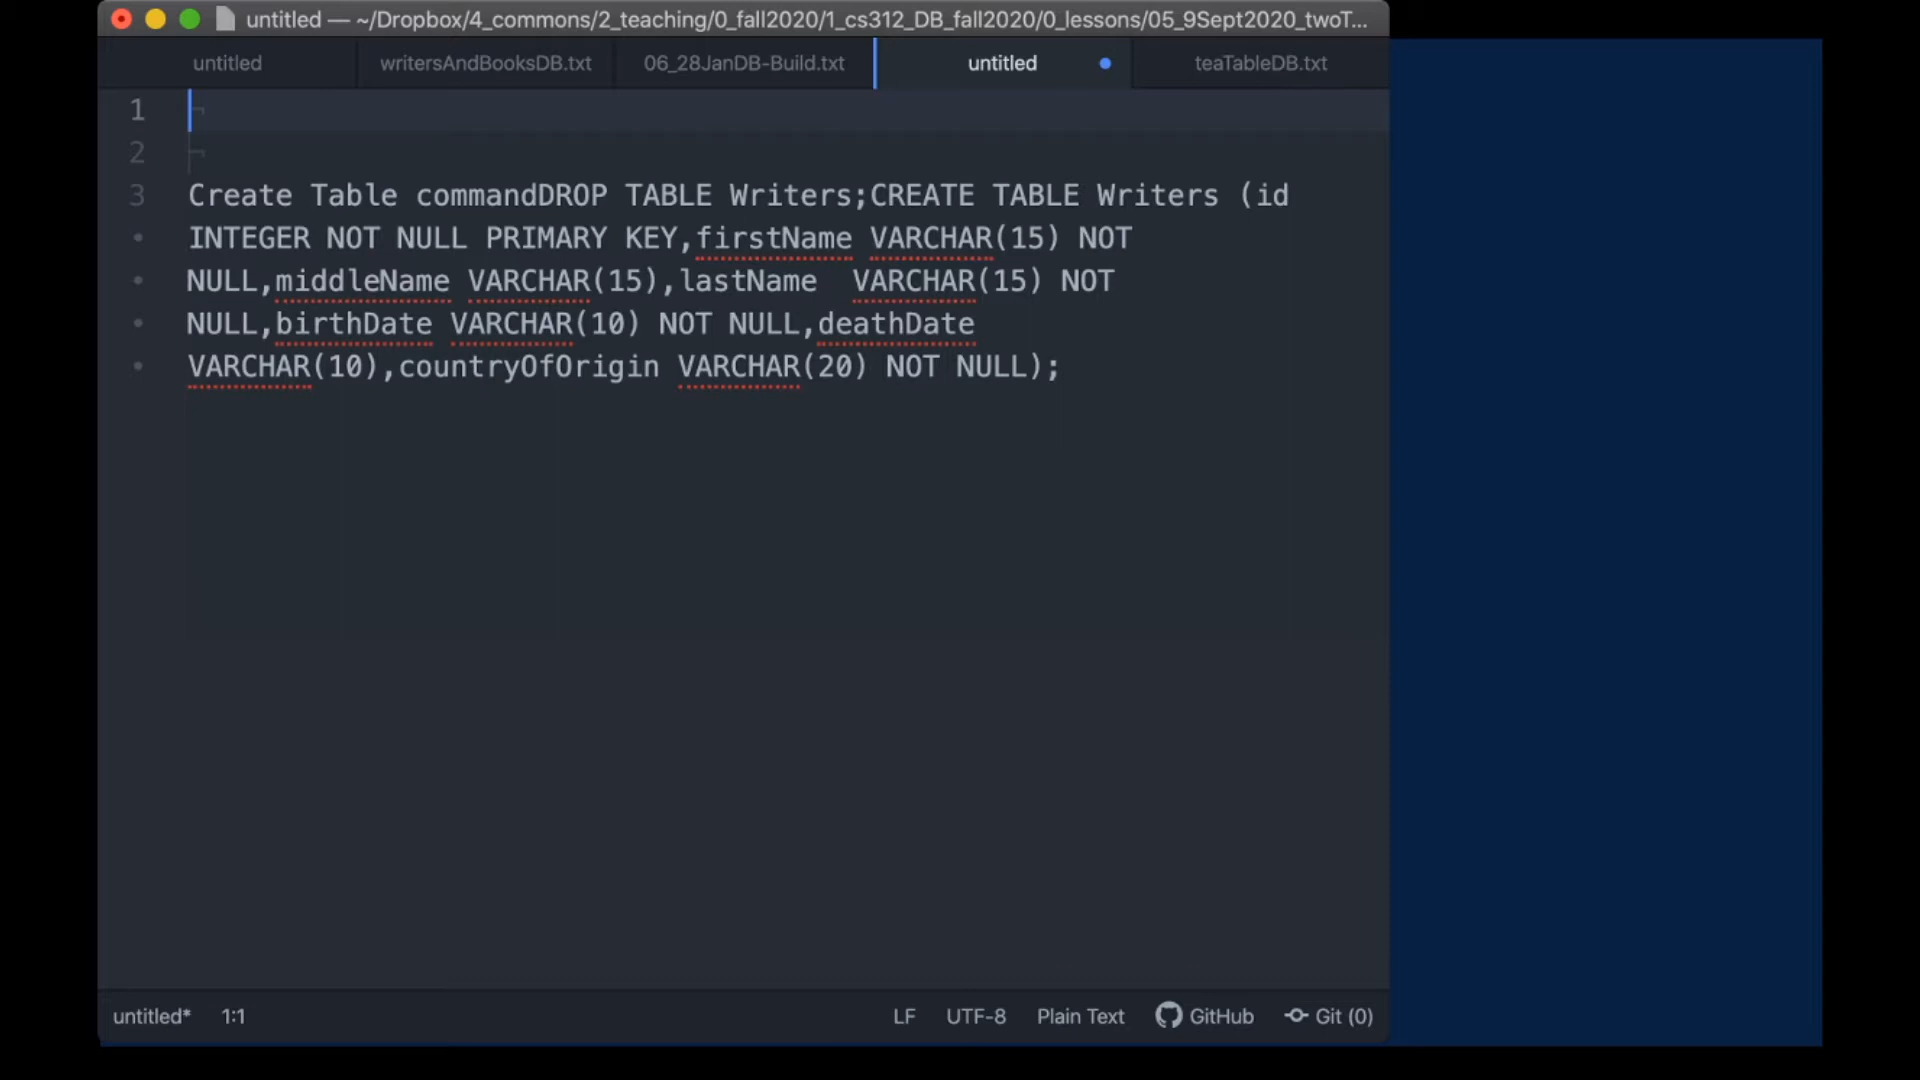 untitled — ~/Dropbox/4_commons/2_teaching/0_fall2020/1_cs312_DB_fall2020/0_lessons/05_9Sept2020_twoT...
untitled writersAndBooksDB.txt 06_28JanDB-Build.txt untitled teaTableDB.txt
1
2
3 Create Table commandDROP TABLE Writers;CREATE TABLE Writers (id
INTEGER NOT NULL PRIMARY KEY,firstName VARCHAR(15) NOT
NULL,middleName VARCHAR(15),lastName  VARCHAR(15) NOT
NULL,birthDate VARCHAR(10) NOT NULL,deathDate
VARCHAR(10),countryOfOrigin VARCHAR(20) NOT NULL);
untitled* 1:1 LF UTF-8 Plain Text GitHub Git (0)